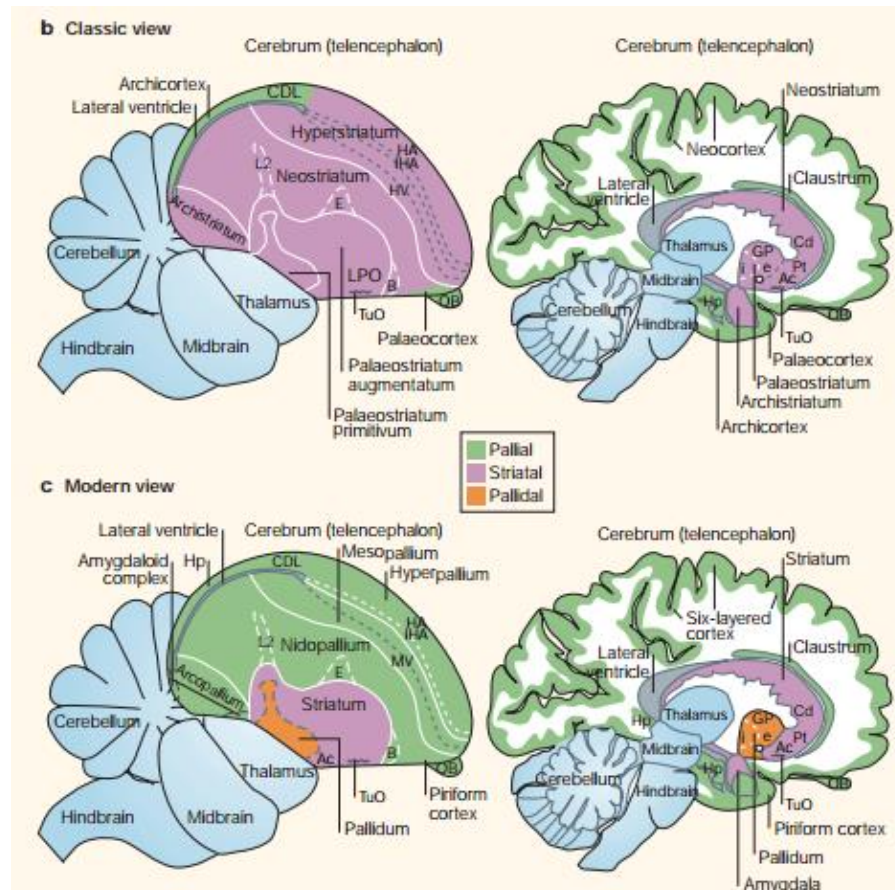 b Classic view
Cerebrum (telencephalon)
Archicortex
Lateral ventricle
CDL
Hyperstriatum
HA
IHA
HV
L2
Neostriatum
E
Archistriatum
Cerebellum
LPO
B
OB
Thalamus
TuO
Palaeocortex
Hindbrain
Midbrain
Palaeostriatum
augmentatum
Palaeostriatum
primitivum
Cerebrum (telencephalon)
Neostriatum
Neocortex
Lateral
ventricle
Claustrum
Thalamus
Cd
GP
i
e
Pt
Ac
Midbrain
Hp
Cerebellum
Hindbrain
OB
TuO
Palaeocortex
Palaeostriatum
Archistriatum
Archicortex
Pallial
Striatal
Pallidal
c Modern view
Lateral ventricle
Cerebrum (telencephalon)
Amygdaloid
complex
Hp
CDL
Mesopallium
Hyperpallium
HA
IHA
MV
L2
Nidopallium
E
Arcopallium
Striatum
Cerebellum
B
Ac
OB
Thalamus
TuO
Piriform
cortex
Hindbrain
Midbrain
Pallidum
Cerebrum (telencephalon)
Striatum
Six-layered
cortex
Lateral
ventricle
Claustrum
Hp
Thalamus
Cd
GP
i
e
Pt
Ac
Midbrain
Hp
Cerebellum
Hindbrain
OB
TuO
Piriform cortex
Pallidum
Amygdala